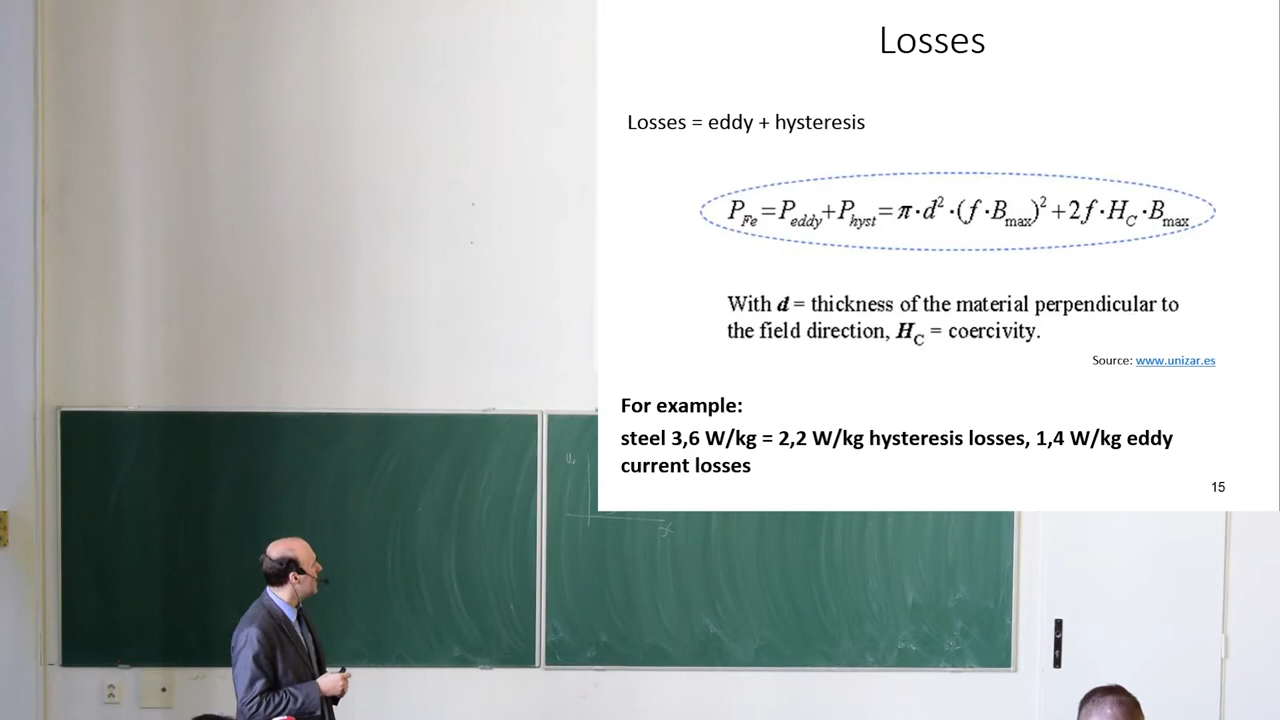 Losses
Losses = eddy + hysteresis
P_Fe = P_eddy + P_hyst = π · d² · (f · B_max)² + 2f · H_C · B_max
With d = thickness of the material perpendicular to
the field direction, H_C = coercivity.
Source: www.unizar.es
For example:
steel 3,6 W/kg = 2,2 W/kg hysteresis losses, 1,4 W/kg eddy
current losses
15
x